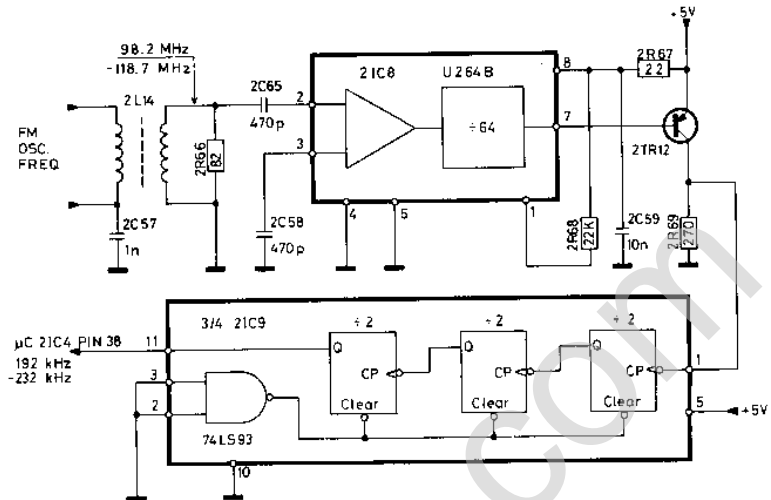 +5V
98.2 MHz
-118.7 MHz
2IC8
U264B
8
2R67
22
2L14
2C65
2
470p
7
FM
OSC.
FREQ
2R66
82
3
÷64
2TR12
2C57
1n
2C58
470p
4
5
1
2R68
22K
2C59
10n
2R69
270
3/4 2IC9
÷2
÷2
÷2
µC 2IC4 PIN 38
11
192 kHz
-232 kHz
Q
CP
Clear
Q
CP
Clear
Q
CP
Clear
1
3
2
5
+5V
74LS93
10
com